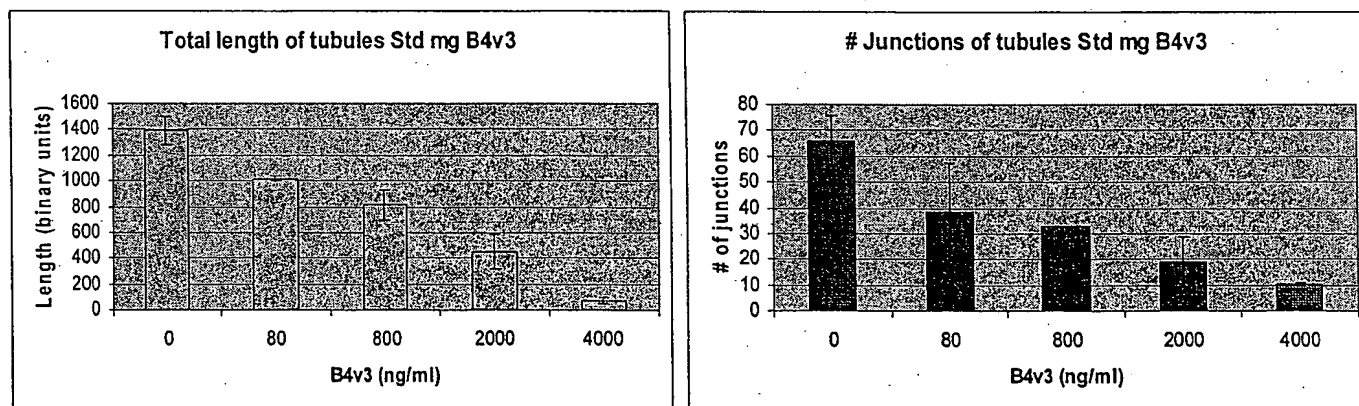 Total length of tubules Std mg B4v3
Length (binary units)
1600
1400
1200
1000
800
600
400
200
0
0 80 800 2000 4000
B4v3 (ng/ml)
# Junctions of tubules Std mg B4v3
# of junctions
80
70
60
50
40
30
20
10
0
0 80 800 2000 4000
B4v3 (ng/ml)